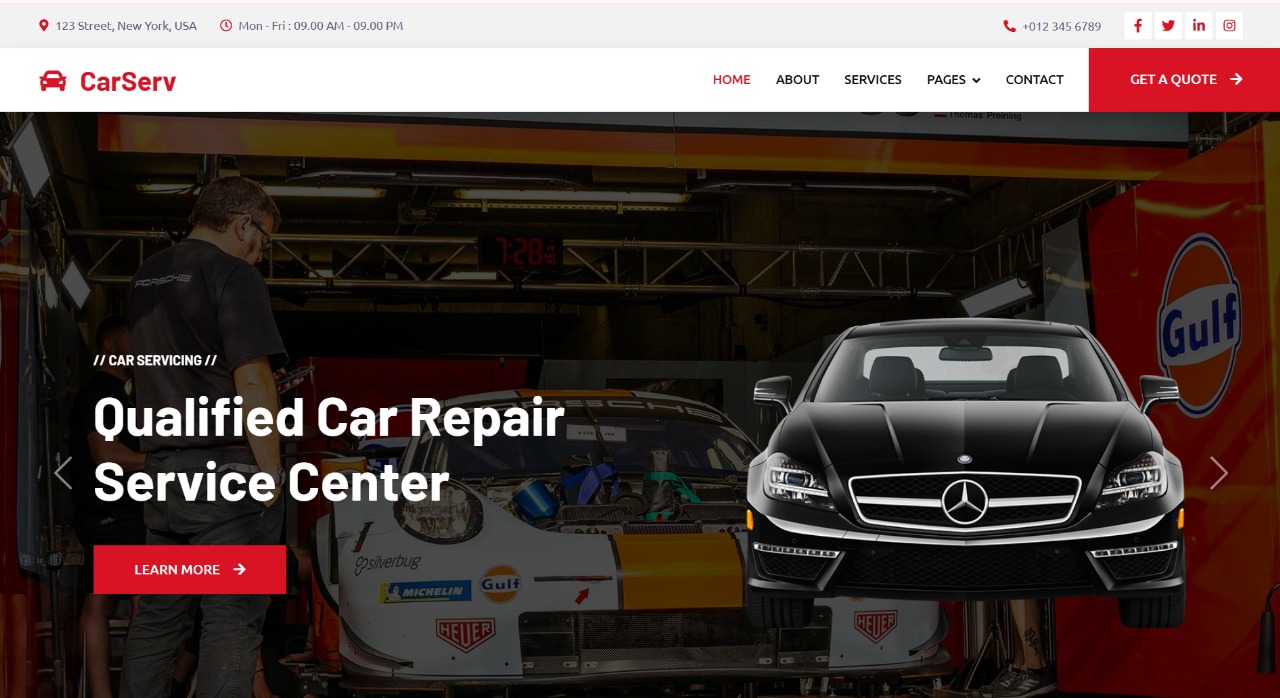 123 Street, New York, USA
Mon - Fri : 09.00 AM - 09.00 PM
+012 345 6789
CarServ
HOME
ABOUT
SERVICES
PAGES
CONTACT
GET A QUOTE
Thomas Preining
7:28
PORSCHE
Gulf
// CAR SERVICING //
PORSCHE
Qualified Car Repair
Service Center
silverbug
LEARN MORE
MICHELIN
Gulf
HEUER
HEUER